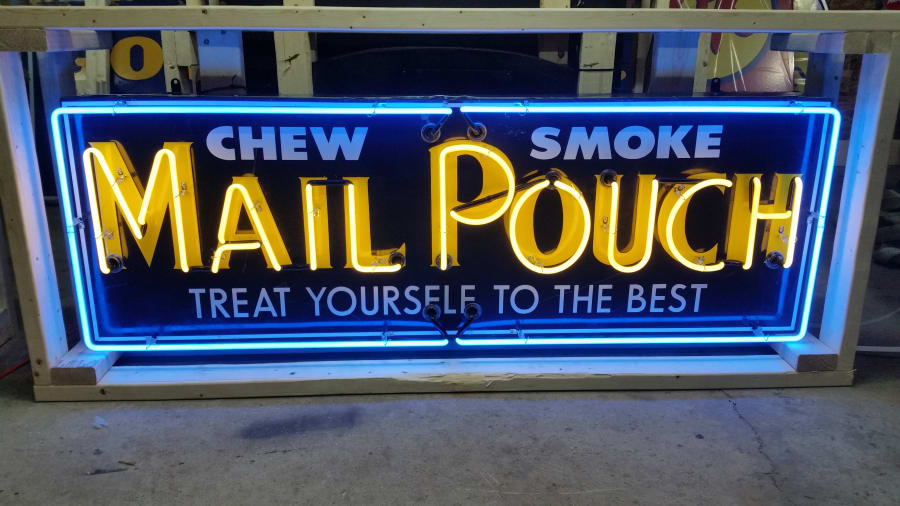 CHEW SMOKE
MAIL POUCH
TREAT YOURSELF TO THE BEST